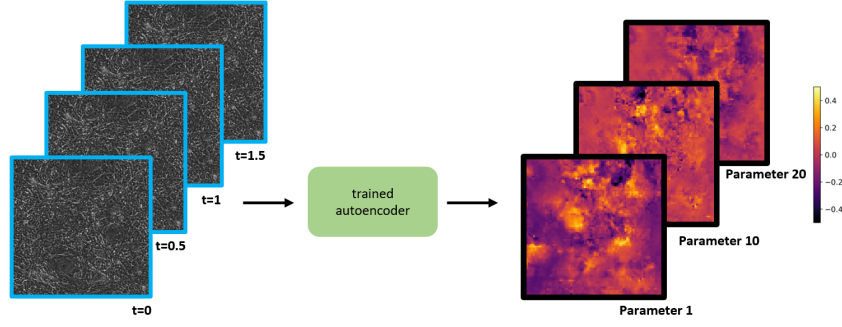 t=1.5
t=1
t=0.5
t=0
trained
autoencoder
Parameter 20
Parameter 10
Parameter 1
0.4
0.2
0.0
−0.2
−0.4